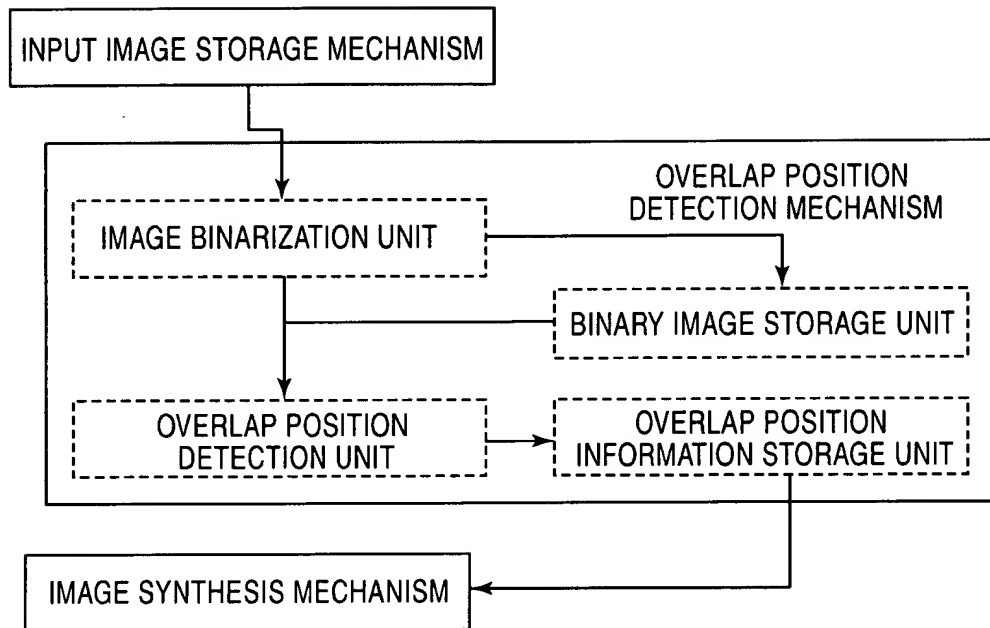 INPUT IMAGE STORAGE MECHANISM
OVERLAP POSITION
DETECTION MECHANISM
IMAGE BINARIZATION UNIT
BINARY IMAGE STORAGE UNIT
OVERLAP POSITION
DETECTION UNIT
OVERLAP POSITION
INFORMATION STORAGE UNIT
IMAGE SYNTHESIS MECHANISM